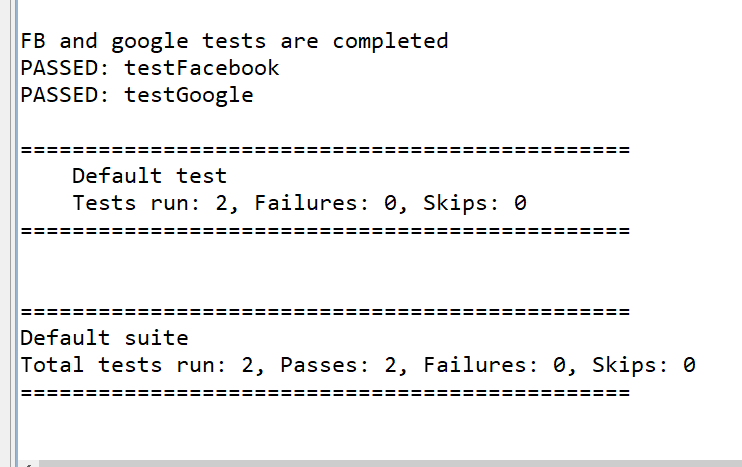 FB and google tests are completed
PASSED: testFacebook
PASSED: testGoogle
===============================================
Default test
Tests run: 2, Failures: 0, Skips: 0
===============================================
===============================================
Default suite
Total tests run: 2, Passes: 2, Failures: 0, Skips: 0
===============================================